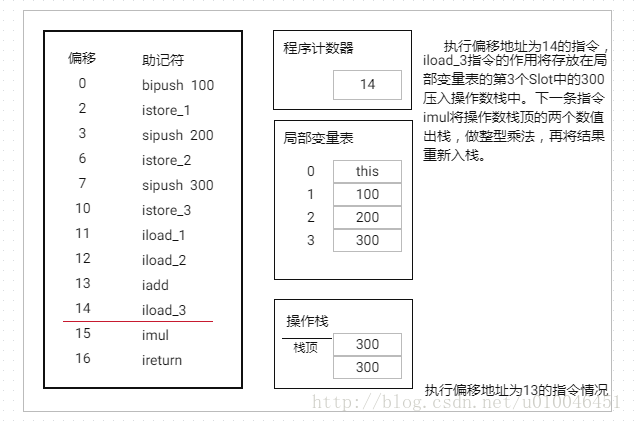 偏移 助记符
0 bipush 100
2 istore_1
3 sipush 200
6 istore_2
7 sipush 300
10 istore_3
11 iload_1
12 iload_2
13 iadd
14 iload_3
15 imul
16 ireturn
程序计数器
14
局部变量表
0 this
1 100
2 200
3 300
操作栈
栈顶 300
300
执行偏移地址为14的指令，
iload_3指令的作用将存放在局
部变量表的第3个Slot中的300
压入操作数栈中。下一条指令
imul将操作数栈顶的两个数值
出栈，做整型乘法，再将结果
重新入栈。
执行偏移地址为13的指令情况
http://blog.csdn.net/u010046451